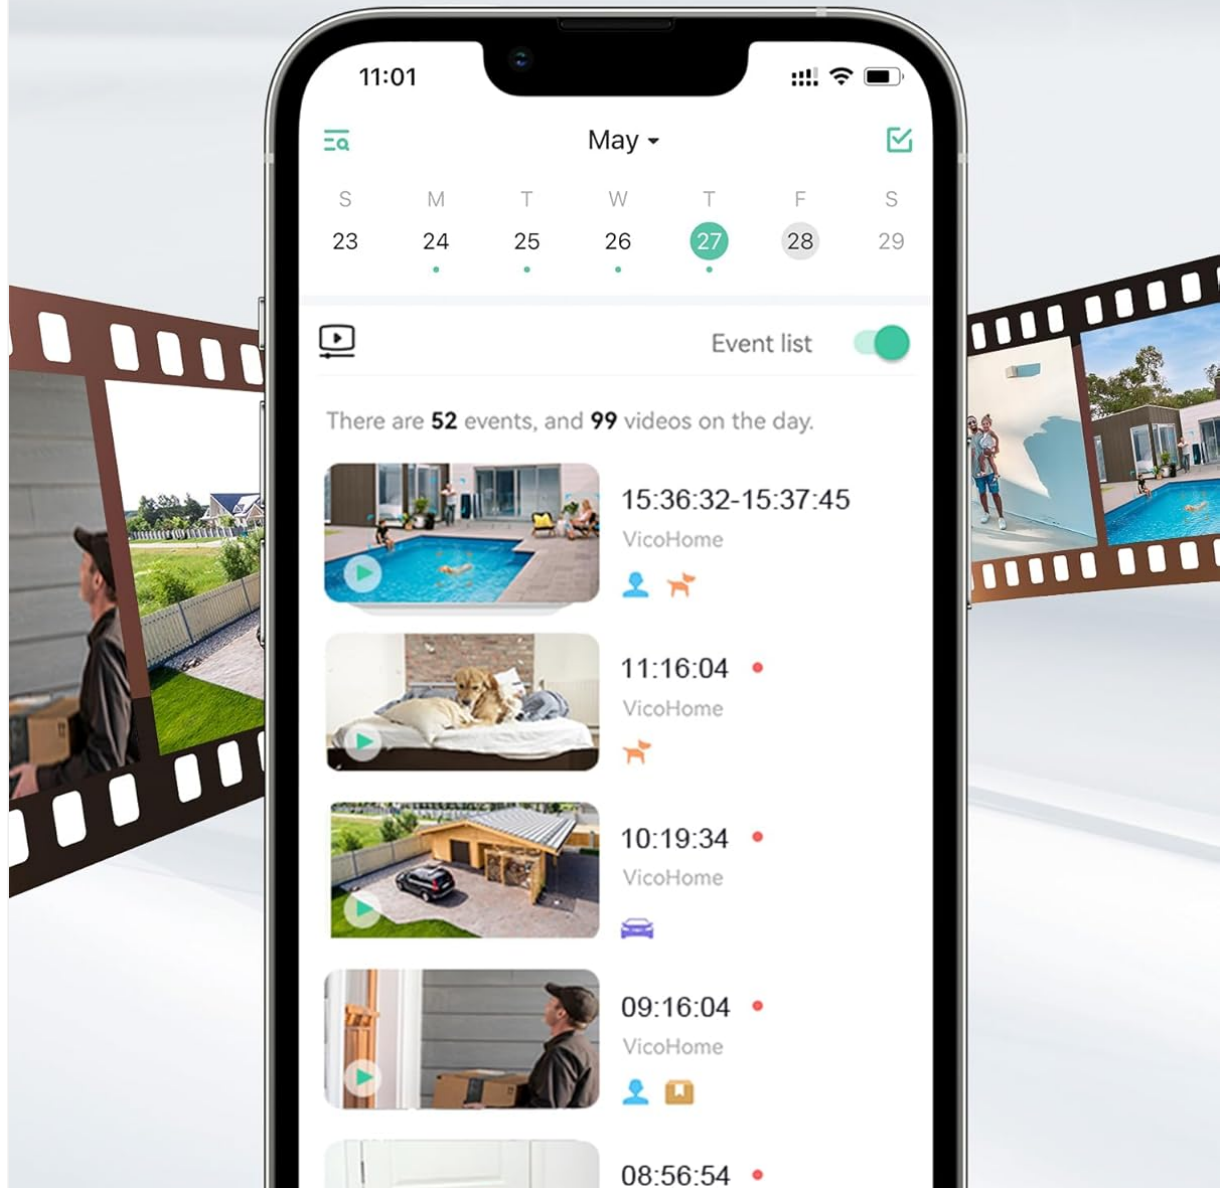 11:01
May
S M T W T F S
23 24 25 26 27 28 29
Event list
There are 52 events, and 99 videos on the day.
15:36:32-15:37:45
VicoHome
11:16:04
VicoHome
10:19:34
VicoHome
09:16:04
VicoHome
08:56:54